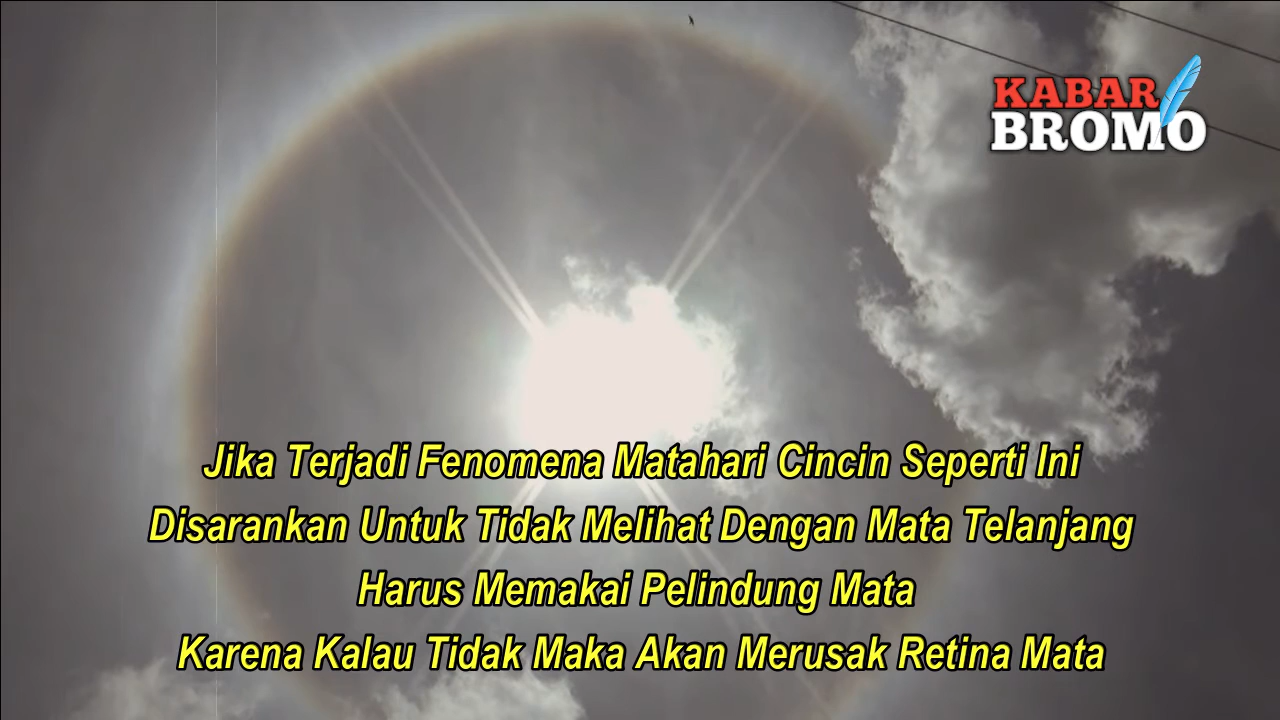 KABAR
BROMO
Jika Terjadi Fenomena Matahari Cincin Seperti Ini
Disarankan Untuk Tidak Melihat Dengan Mata Telanjang
Harus Memakai Pelindung Mata
Karena Kalau Tidak Maka Akan Merusak Retina Mata